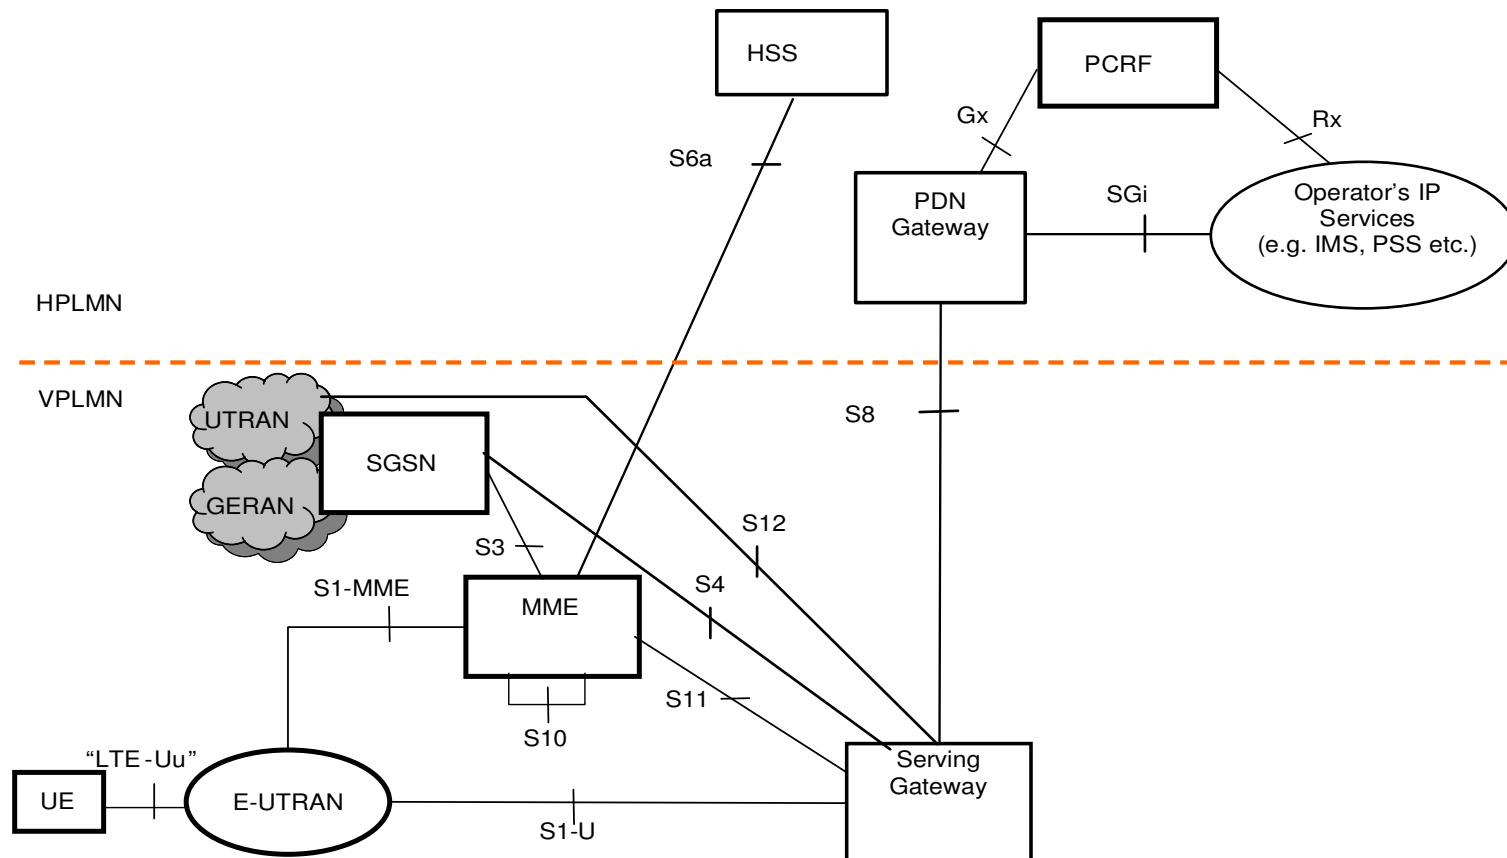 HSS
PCRF
Gx
Rx
S6a
PDN
Gateway
SGi
Operator's IP
Services
(e.g. IMS, PSS etc.)
HPLMN
VPLMN
UTRAN
S8
SGSN
GERAN
S12
S3
S1-MME
S4
MME
S11
S10
"LTE-Uu"
Serving
Gateway
UE
E-UTRAN
S1-U